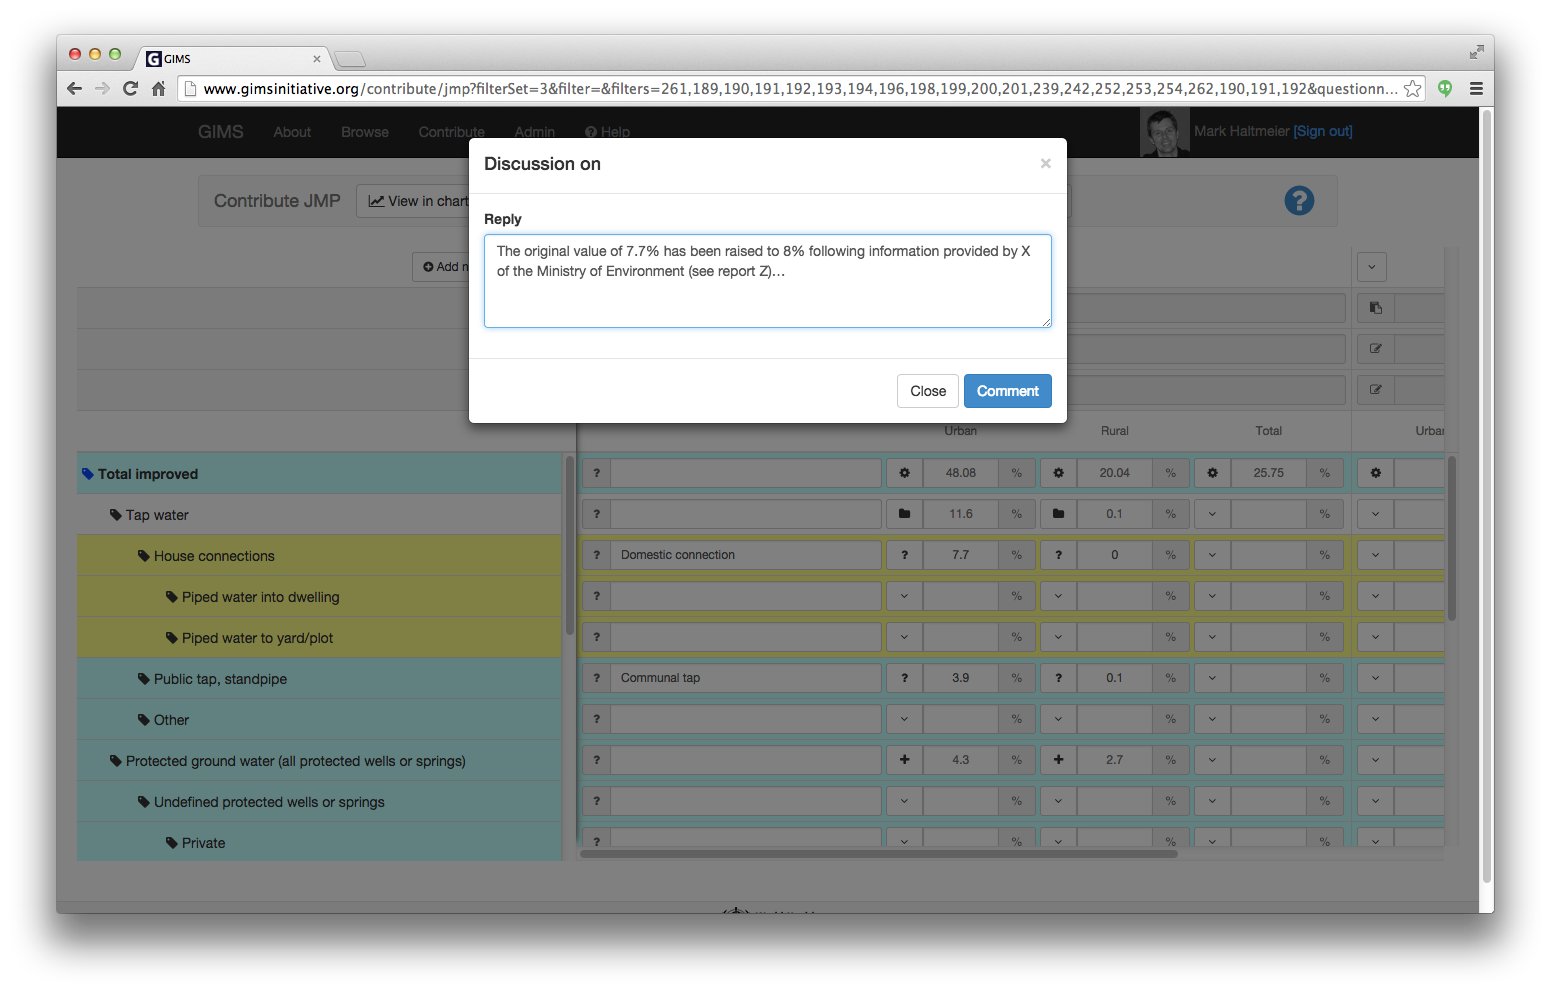 GIMS
www.gimsinitiative.org/contribute/jmp?filterSet=3&filter=&filters=261,189,190,191,192,193,194,196,198,199,200,201,239,242,252,253,254,262,190,191,192&questionn...
GIMS About Browse Contribute Admin Help Mark Haltmeier [Sign out]
Discussion on
Contribute JMP View in chart
Reply
The original value of 7.7% has been raised to 8% following information provided by X
of the Ministry of Environment (see report Z)...
Add n
Close Comment
Urban Rural Total Urban
Total improved ? 48.08 % 20.04 % 25.75 %
Tap water ? 11.6 % 0.1 % %
House connections ? Domestic connection ? 7.7 % ? 0 % %
Piped water into dwelling ? % % %
Piped water to yard/plot ? % % %
Public tap, standpipe ? Communal tap ? 3.9 % ? 0.1 % %
Other ? % % %
Protected ground water (all protected wells or springs) ? 4.3 % 2.7 % %
Undefined protected wells or springs ? % % %
Private ? % % %